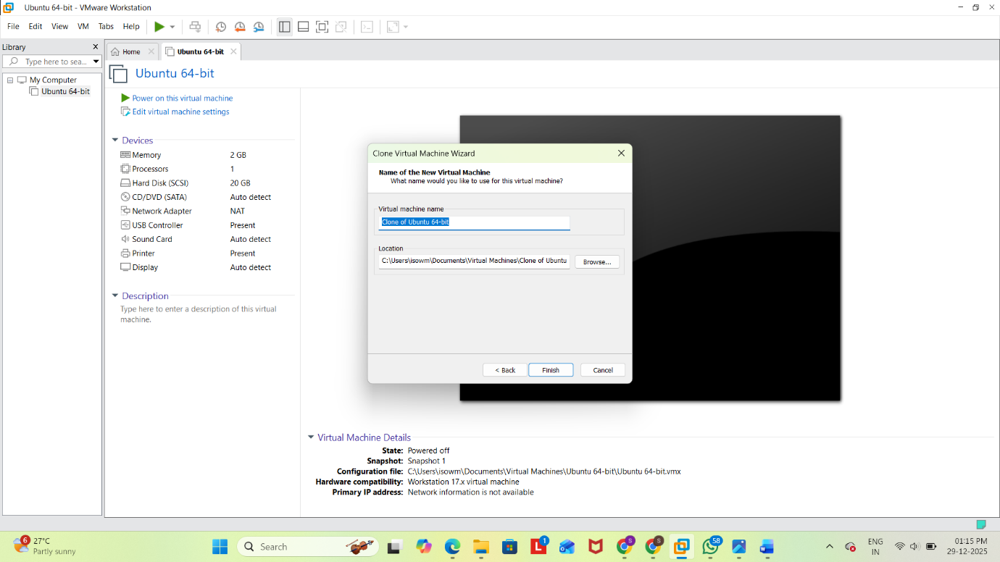 Ubuntu 64-bit - VMware Workstation
File Edit View VM Tabs Help
Library
Type here to sea...
My Computer
Ubuntu 64-bit
Home
Ubuntu 64-bit
Ubuntu 64-bit
Power on this virtual machine
Edit virtual machine settings
Devices
Memory 2 GB
Processors 1
Hard Disk (SCSI) 20 GB
CD/DVD (SATA) Auto detect
Network Adapter NAT
USB Controller Present
Sound Card Auto detect
Printer Present
Display Auto detect
Description
Type here to enter a description of this virtual
machine.
Clone Virtual Machine Wizard
Name of the New Virtual Machine
What name would you like to use for this virtual machine?
Virtual machine name
Clone of Ubuntu 64-bit
Location
C:\Users\isowm\Documents\Virtual Machines\Clone of Ubuntu
Browse...
< Back
Finish
Cancel
Virtual Machine Details
State: Powered off
Snapshot: Snapshot 1
Configuration file: C:\Users\isowm\Documents\Virtual Machines\Ubuntu 64-bit\Ubuntu 64-bit.vmx
Hardware compatibility: Workstation 17.x virtual machine
Primary IP address: Network information is not available
6
27°C
Partly sunny
Search
L
1
S
S
58
W
ENG
IN
01:15 PM
29-12-2025